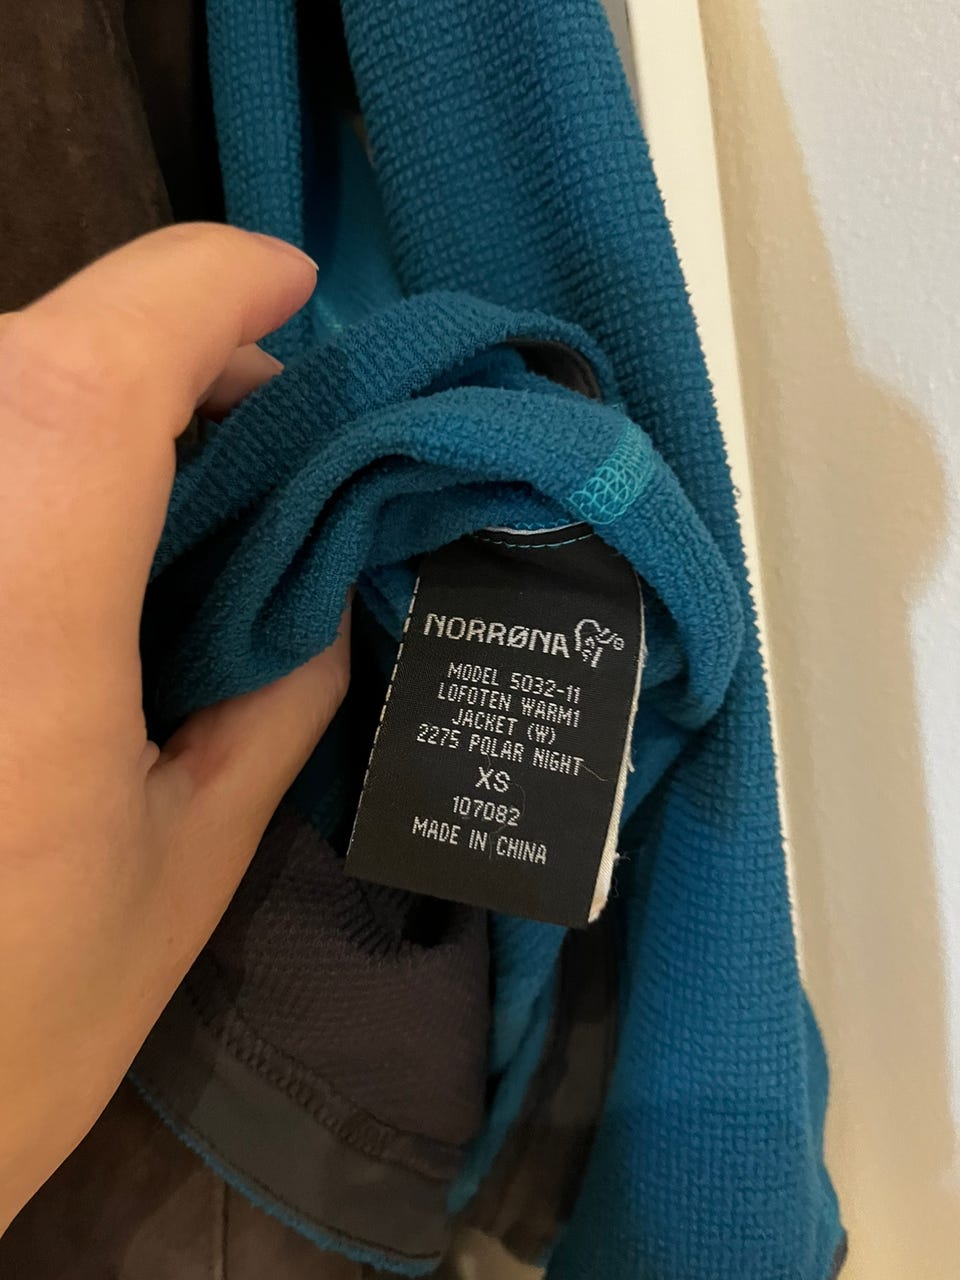 NORRØNA
MODEL 5032-11
LOFOTEN WARM1
JACKET (W)
2275 POLAR NIGHT
XS
107082
MADE IN CHINA